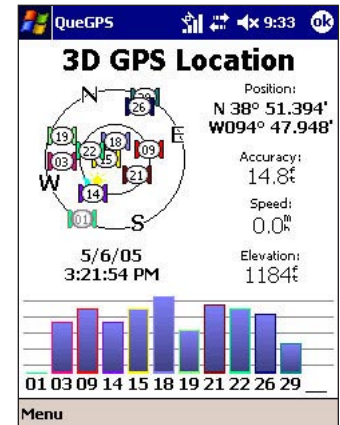 QueGPS 9:33 ok
3D GPS Location
N
E
S
W
26
19
18
22
09
03
15
21
14
01
Position:
N 38° 51.394'
W094° 47.948'
Accuracy:
14.8ft
Speed:
0.0mh
Elevation:
1184ft
5/6/05
3:21:54 PM
01 03 09 14 15 18 19 21 22 26 29 __
Menu